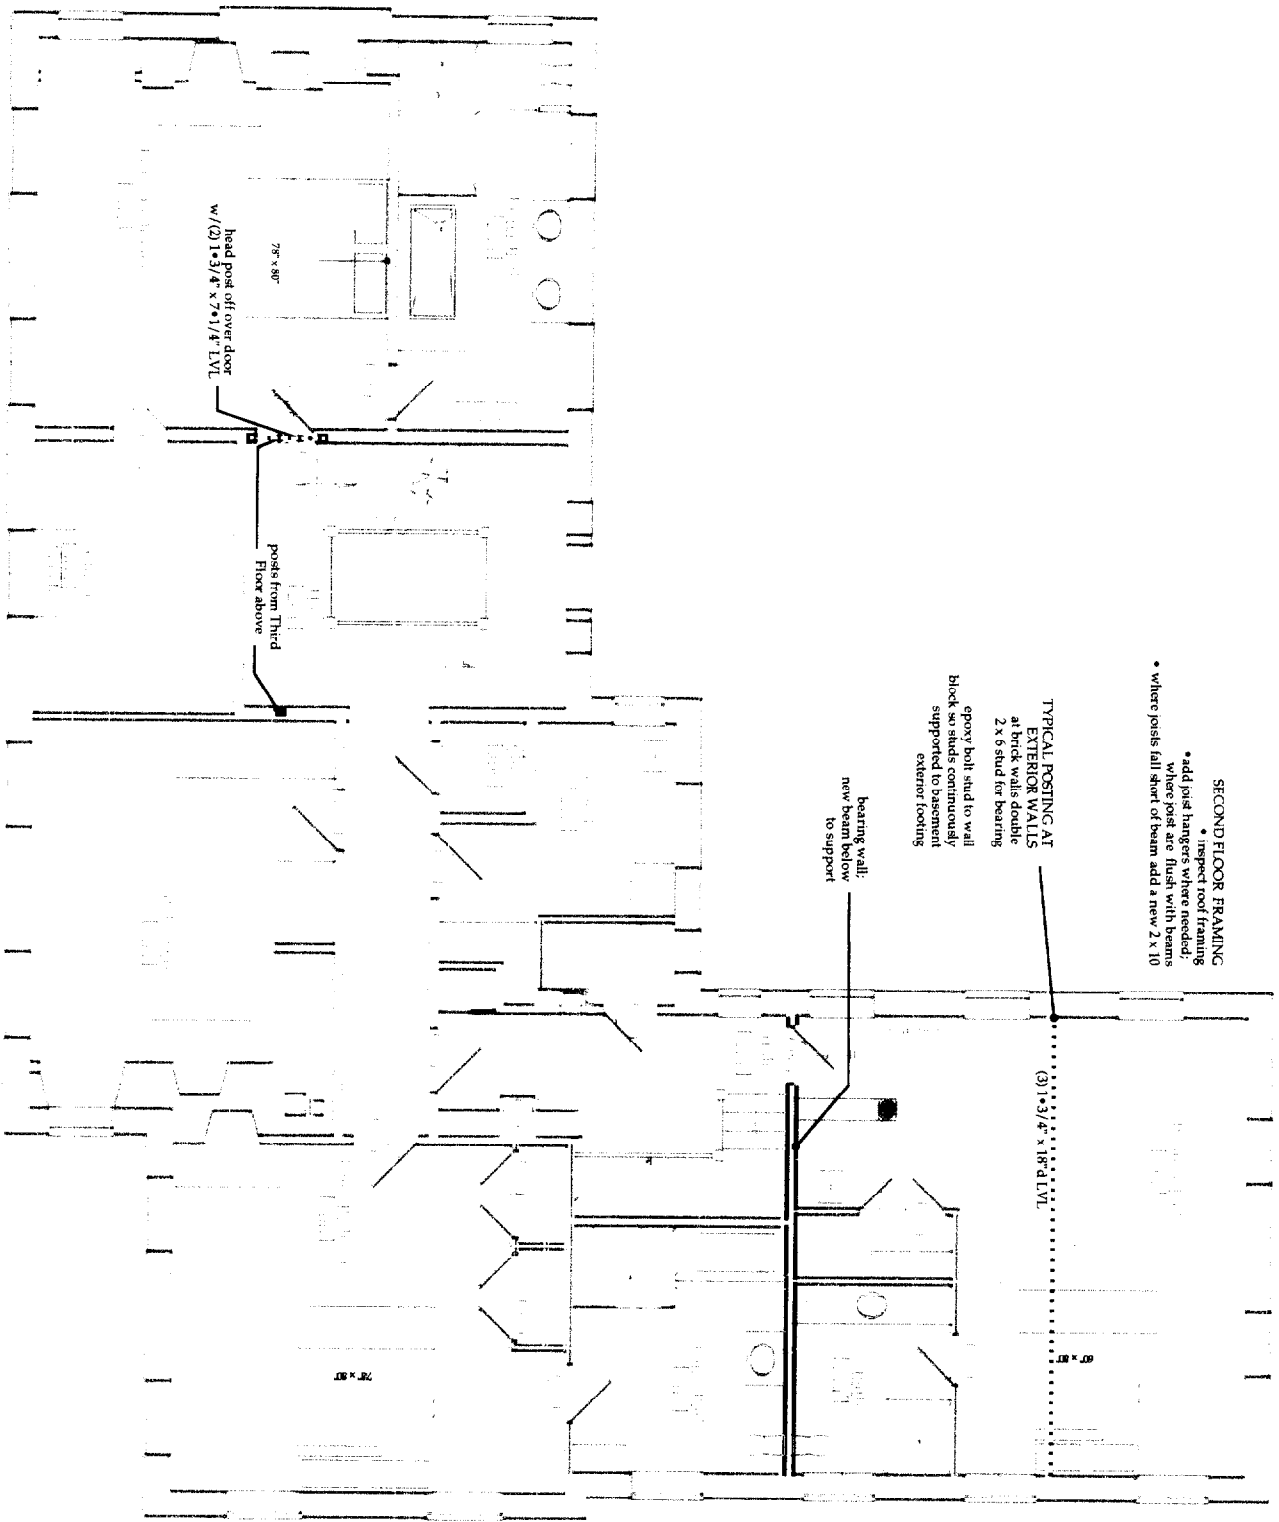 SECOND FLOOR FRAMING
• inspect roof framing
• add joist hangers where needed;
where joist are flush with beams
• where joists fall short of beam add a new 2 x 10
TYPICAL POSTING AT
EXTERIOR WALLS
at brick walls double
2 x 6 stud for bearing
epoxy bolt stud to wall
block so studs continuously
supported to basement
exterior footing
bearing wall;
new beam below
to support
(3) 1•3/4" x 18"d LVL
60" x 80"
posts from Third
Floor above
head post off over door
w/(2) 1•3/4" x 7•1/4" LVL
78" x 80"
78" x 80"